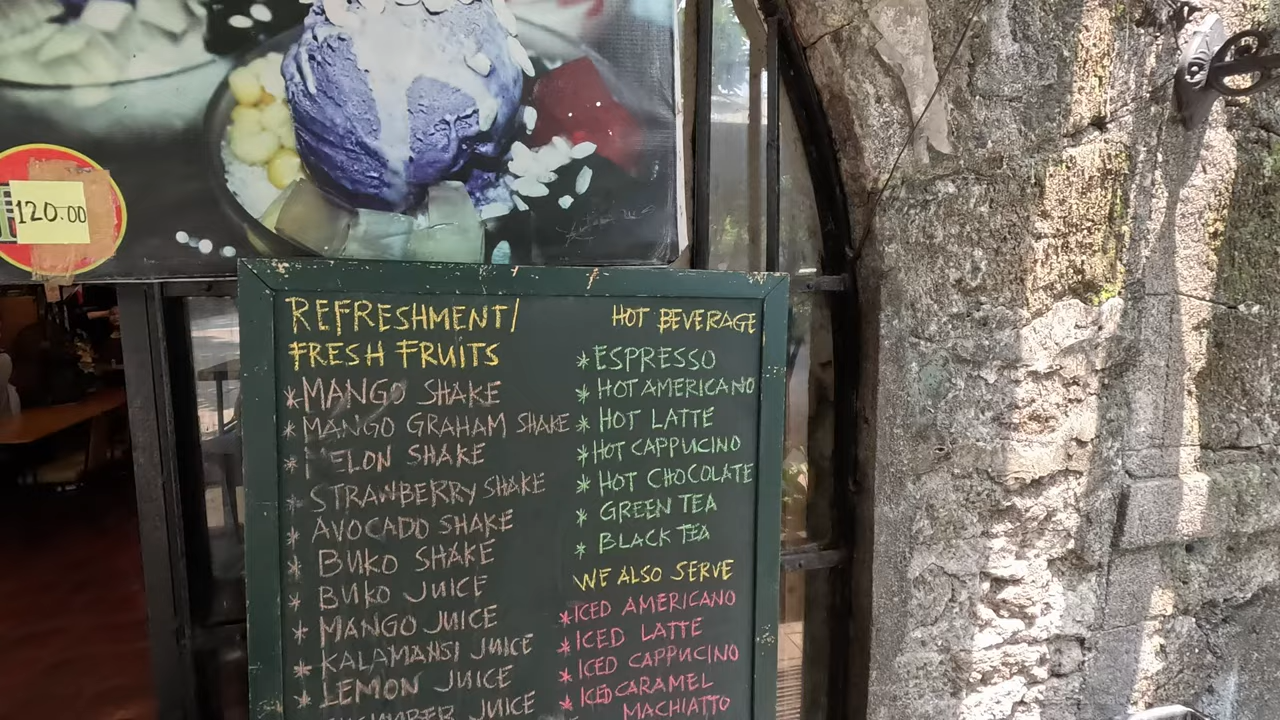 120.00
REFRESHMENT/
FRESH FRUITS
*MANGO SHAKE
*MANGO GRAHAM SHAKE
*MELON SHAKE
*STRAWBERRY SHAKE
*AVOCADO SHAKE
*BUKO SHAKE
*BUKO JUICE
*MANGO JUICE
*KALAMANSI JUICE
*LEMON JUICE
JUICE
HOT BEVERAGE
*ESPRESSO
*HOT AMERICANO
*HOT LATTE
*HOT CAPPUCINO
*HOT CHOCOLATE
*GREEN TEA
*BLACK TEA
WE ALSO SERVE
*ICED AMERICANO
*ICED LATTE
*ICED CAPPUCINO
*ICED CARAMEL
MACHIATTO